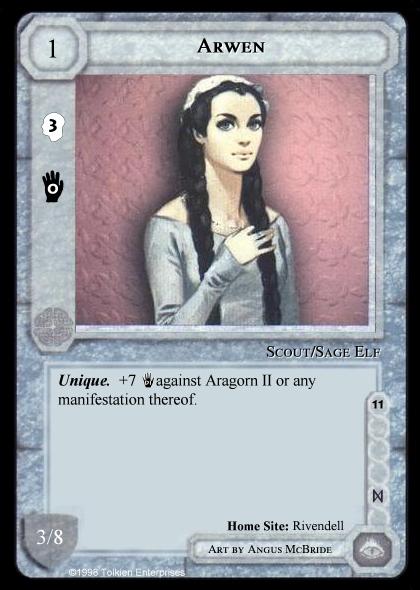 1
ARWEN
3
SCOUT/SAGE ELF
Unique. +7 against Aragorn II or any
manifestation thereof.
11
Home Site: Rivendell
3/8
ART BY ANGUS MCBRIDE
©1998 Tolkien Enterprises